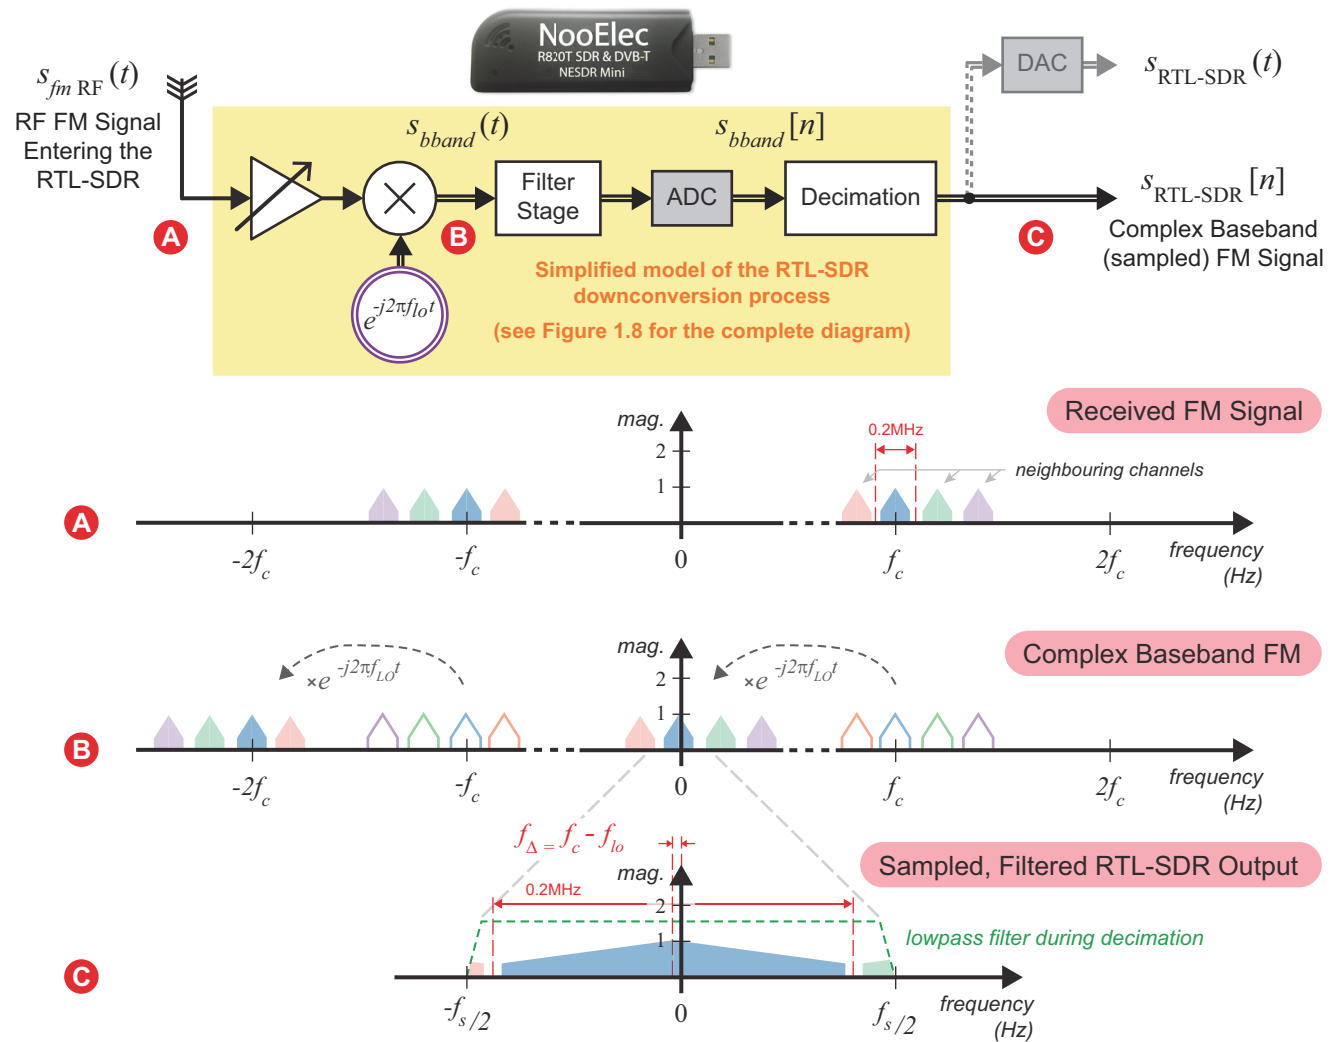 NooElec
R820T SDR & DVB-T
NESDR Mini
s_fm RF(t)
RF FM Signal
Entering the
RTL-SDR
A
s_bband(t)
B
e^-j2πf_lo t
Filter
Stage
ADC
s_bband[n]
Decimation
Simplified model of the RTL-SDR
downconversion process
(see Figure 1.8 for the complete diagram)
DAC
s_RTL-SDR(t)
s_RTL-SDR[n]
C
Complex Baseband
(sampled) FM Signal
Received FM Signal
mag.
2
1
0.2MHz
neighbouring channels
A
-2f_c
-f_c
0
f_c
2f_c
frequency
(Hz)
Complex Baseband FM
mag.
2
1
×e^-j2πf_LO t
×e^-j2πf_LO t
B
-2f_c
-f_c
0
f_c
2f_c
frequency
(Hz)
f_Δ = f_c - f_lo
Sampled, Filtered RTL-SDR Output
mag.
0.2MHz
2
1
lowpass filter during decimation
C
-f_s/2
0
f_s/2
frequency
(Hz)